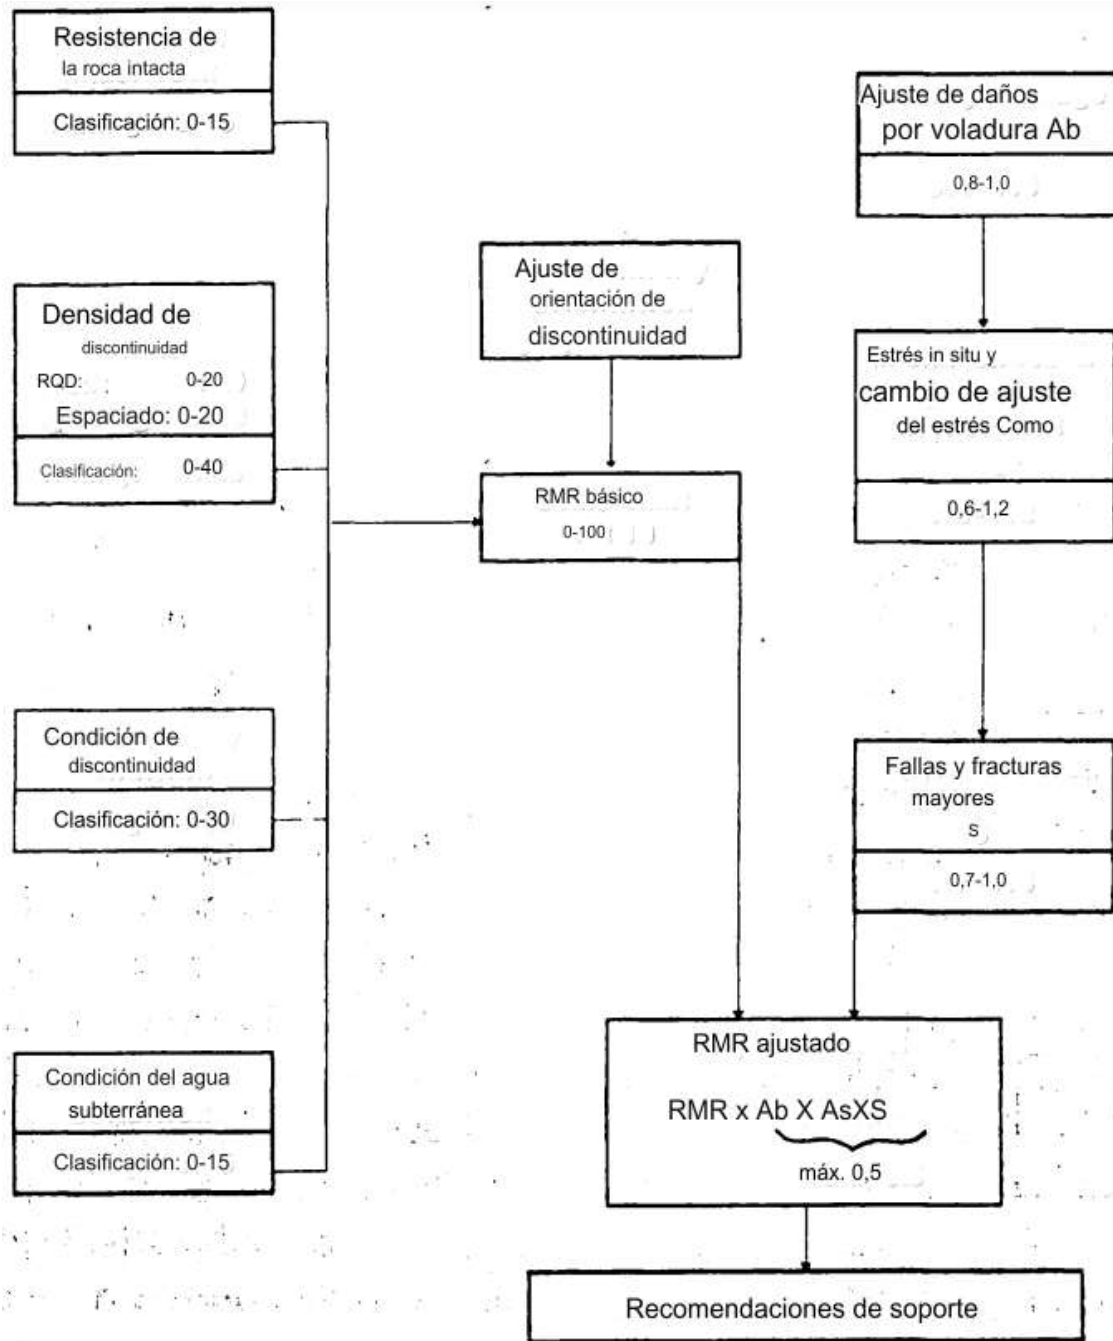 Resistencia de
la roca intacta
Clasificación: 0-15
Densidad de
discontinuidad
RQD: 0-20
Espaciado: 0-20
Clasificación: 0-40
Condición de
discontinuidad
Clasificación: 0-30
Condición del agua
subterránea
Clasificación: 0-15
Ajuste de
orientación de
discontinuidad
RMR básico
0-100
Ajuste de daños
por voladura Ab
0,8-1,0
Estrés in situ y
cambio de ajuste
del estrés Como
0,6-1,2
Fallas y fracturas
mayores
S
0,7-1,0
RMR ajustado
RMR x Ab X AsXS
máx. 0,5
Recomendaciones de soporte